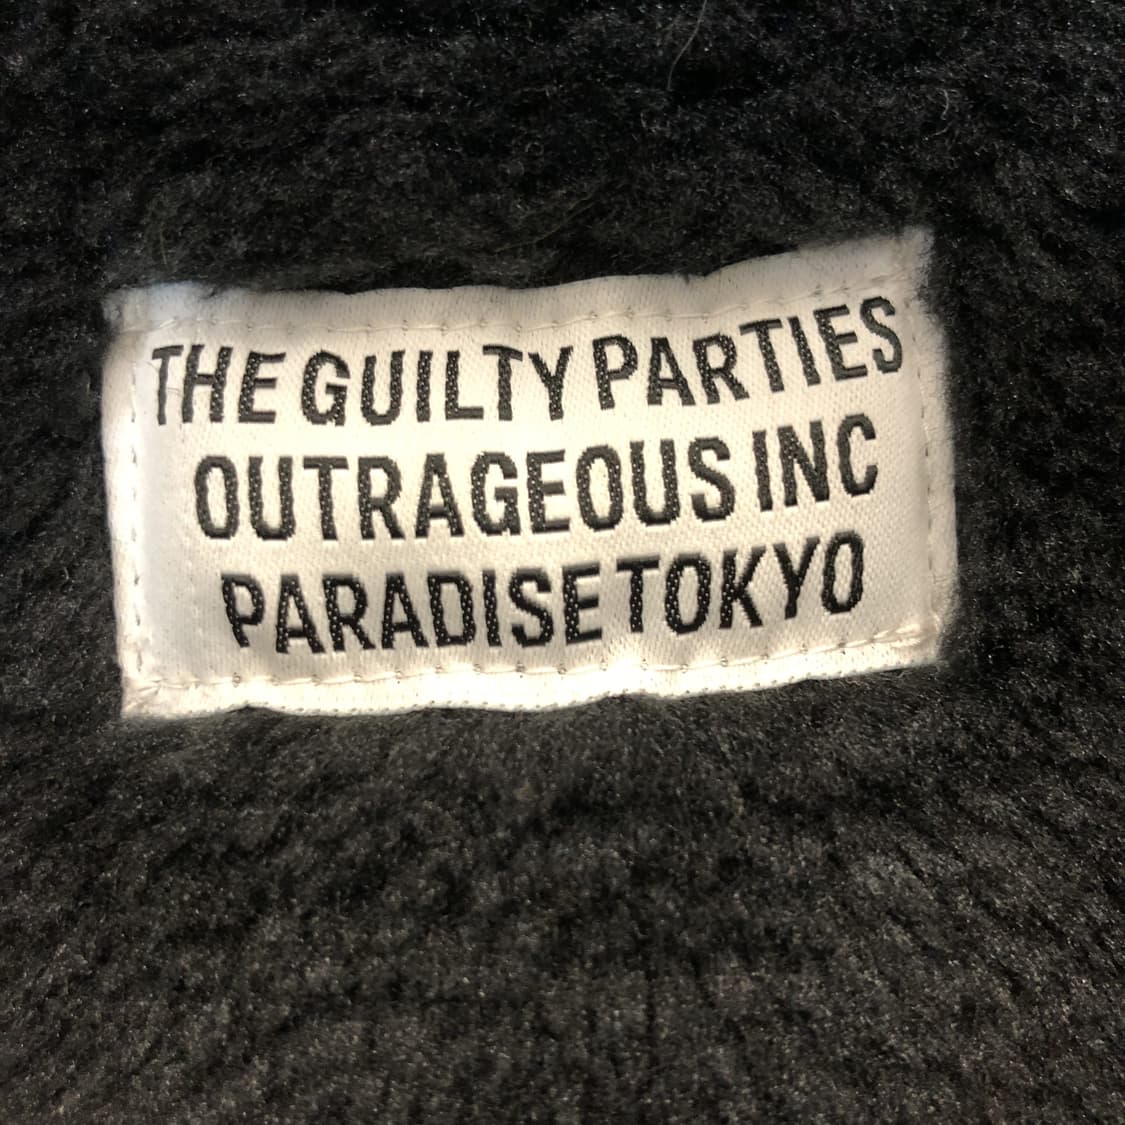 THE GUILTY PARTIES
OUTRAGEOUS INC
PARADISE TOKYO